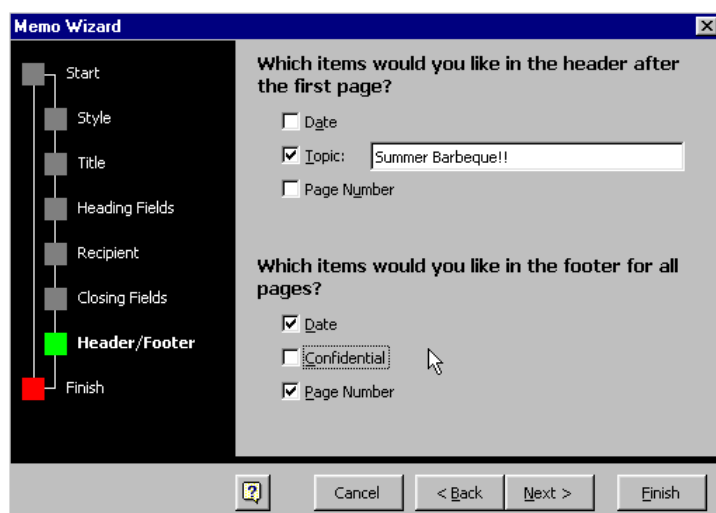 Memo Wizard
Start
Style
Title
Heading Fields
Recipient
Closing Fields
Header/Footer
Finish
Which items would you like in the header after
the first page?
Date
Topic: Summer Barbeque!!
Page Number
Which items would you like in the footer for all
pages?
Date
Confidential
Page Number
Cancel < Back Next > Finish